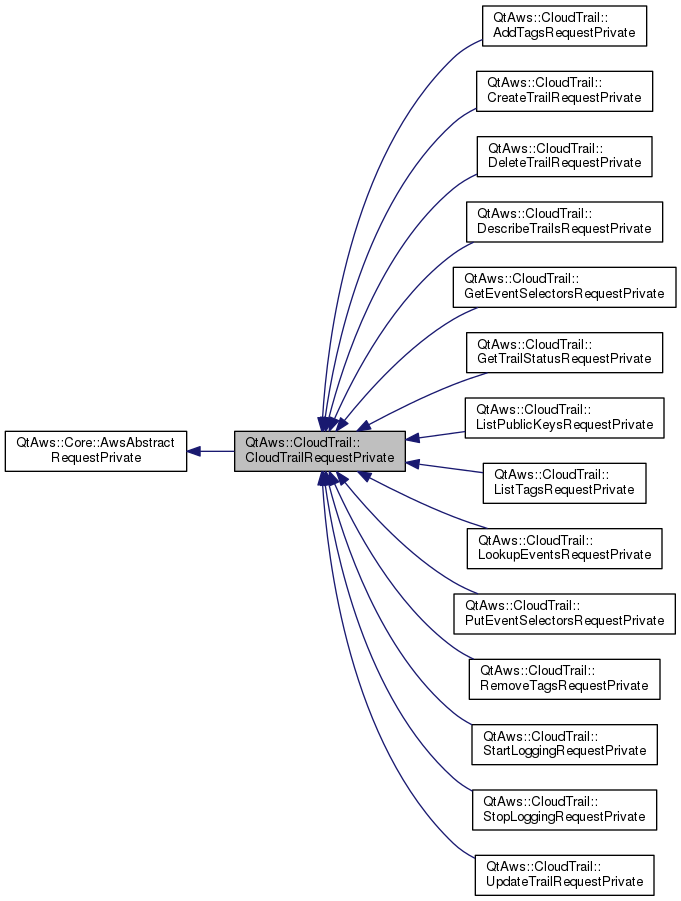 QtAws::CloudTrail::
AddTagsRequestPrivate
QtAws::CloudTrail::
CreateTrailRequestPrivate
QtAws::CloudTrail::
DeleteTrailRequestPrivate
QtAws::CloudTrail::
DescribeTrailsRequestPrivate
QtAws::CloudTrail::
GetEventSelectorsRequestPrivate
QtAws::CloudTrail::
GetTrailStatusRequestPrivate
QtAws::CloudTrail::
ListPublicKeysRequestPrivate
QtAws::Core::AwsAbstract
RequestPrivate
QtAws::CloudTrail::
CloudTrailRequestPrivate
QtAws::CloudTrail::
ListTagsRequestPrivate
QtAws::CloudTrail::
LookupEventsRequestPrivate
QtAws::CloudTrail::
PutEventSelectorsRequestPrivate
QtAws::CloudTrail::
RemoveTagsRequestPrivate
QtAws::CloudTrail::
StartLoggingRequestPrivate
QtAws::CloudTrail::
StopLoggingRequestPrivate
QtAws::CloudTrail::
UpdateTrailRequestPrivate